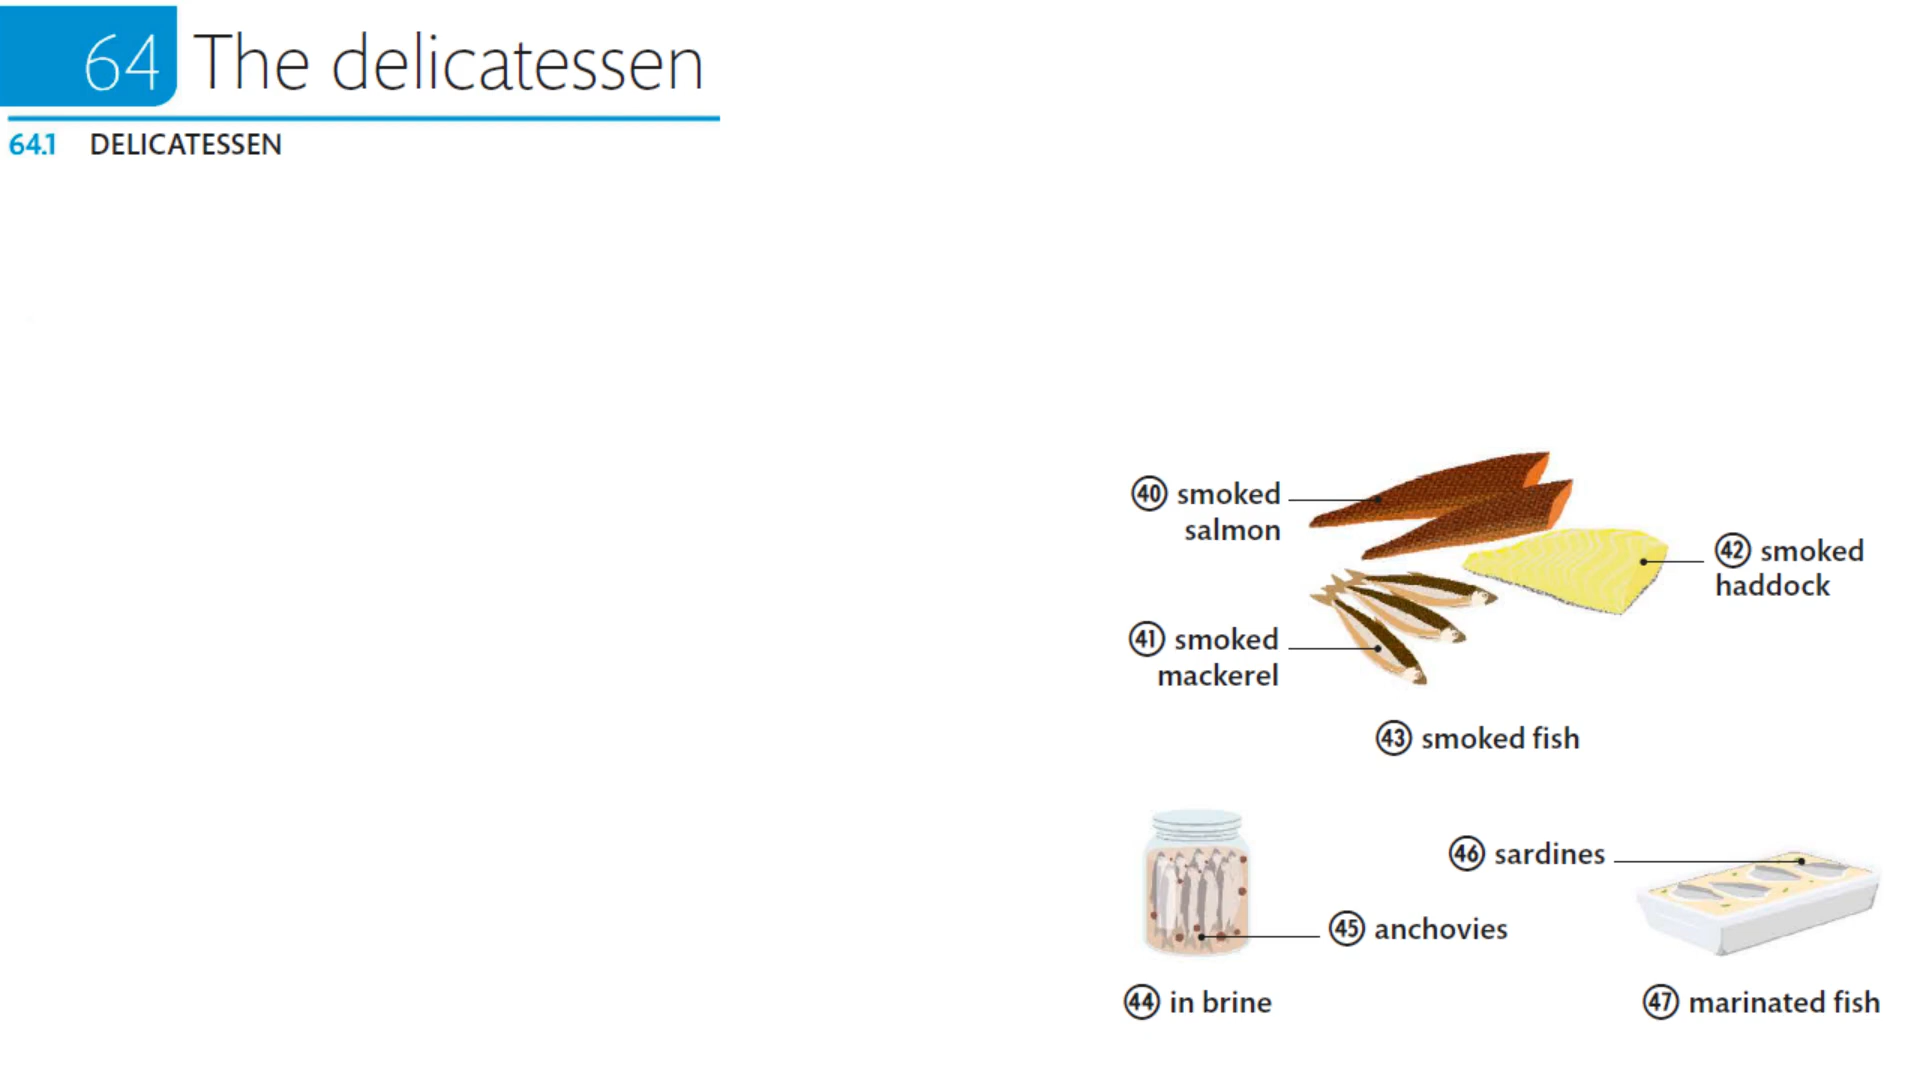 64 The delicatessen
64.1 DELICATESSEN
40 smoked
salmon
42 smoked
haddock
41 smoked
mackerel
43 smoked fish
46 sardines
45 anchovies
44 in brine
47 marinated fish